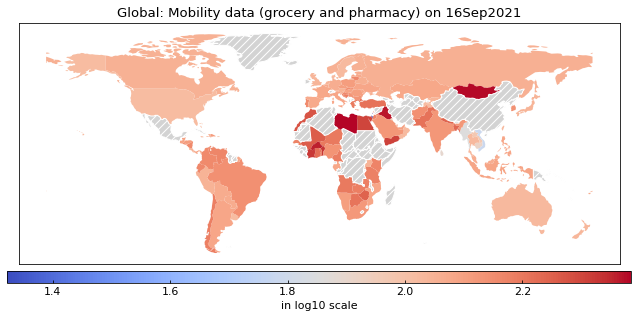 Global: Mobility data (grocery and pharmacy) on 16Sep2021
1.4 1.6 1.8 2.0 2.2
in log10 scale